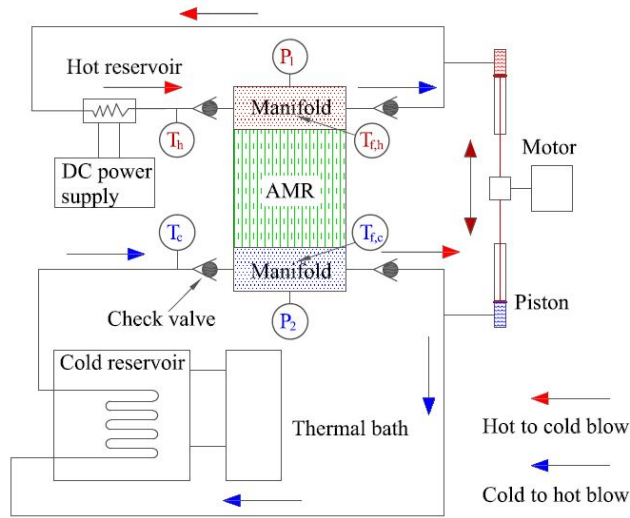 P1
Hot reservoir
Manifold
Th
Tf,h
Motor
DC power
supply
AMR
Tc
Tf,c
Manifold
Check valve
P2
Piston
Cold reservoir
Thermal bath
Hot to cold blow
Cold to hot blow